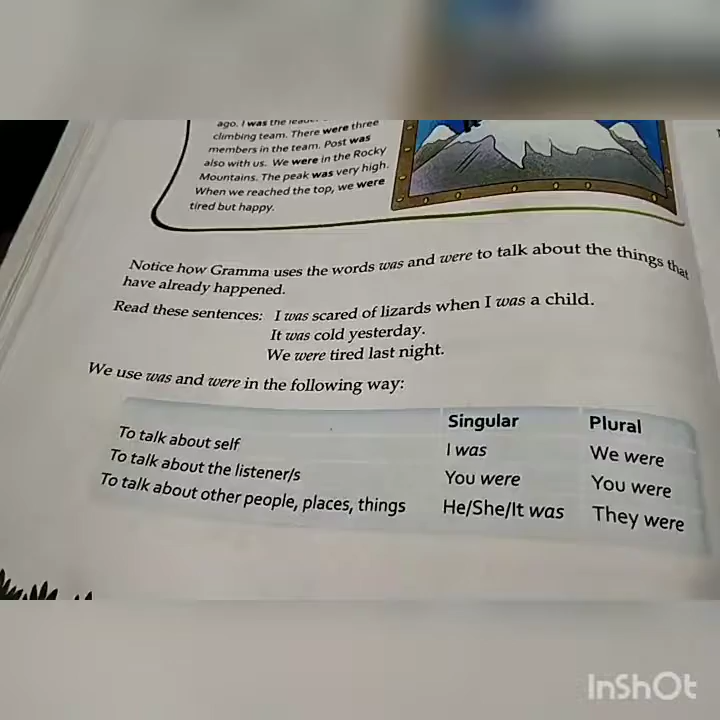 ago. I was the
climbing team. There were three
members in the team. Post was
also with us. We were in the Rocky
Mountains. The peak was very high.
When we reached the top, we were
tired but happy.
Notice how Gramma uses the words was and were to talk about the things that
have already happened.
Read these sentences: I was scared of lizards when I was a child.
It was cold yesterday.
We were tired last night.
We use was and were in the following way:
Singular Plural
To talk about self I was We were
To talk about the listener/s You were You were
To talk about other people, places, things He/She/It was They were
InShOt